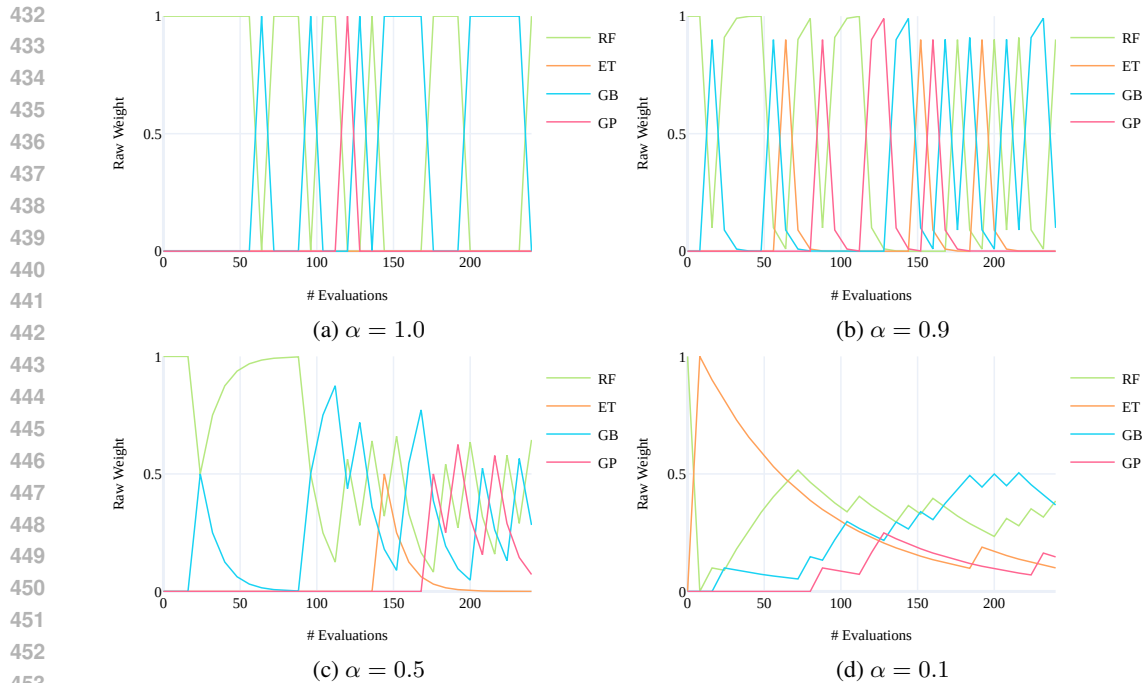 432
433
434
435
436
437
438
439
440
441
442
443
444
445
446
447
448
449
450
451
452
1
0.5
0
Raw Weight
0
50
100
150
200
# Evaluations
RF
ET
GB
GP
(a) α = 1.0
1
0.5
0
Raw Weight
0
50
100
150
200
# Evaluations
RF
ET
GB
GP
(b) α = 0.9
1
0.5
0
Raw Weight
0
50
100
150
200
# Evaluations
RF
ET
GB
GP
(c) α = 0.5
1
0.5
0
Raw Weight
0
50
100
150
200
# Evaluations
RF
ET
GB
GP
(d) α = 0.1